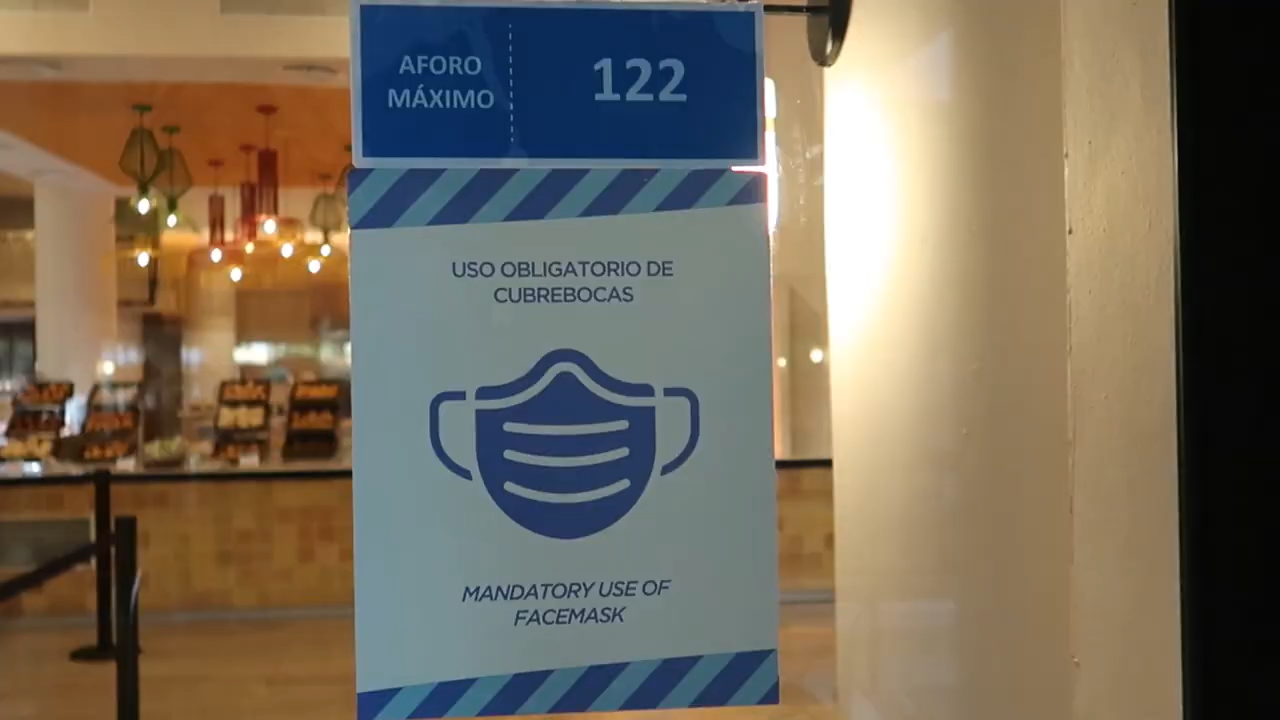 AFORO
MÁXIMO
122
USO OBLIGATORIO DE
CUBREBOCAS
MANDATORY USE OF
FACEMASK